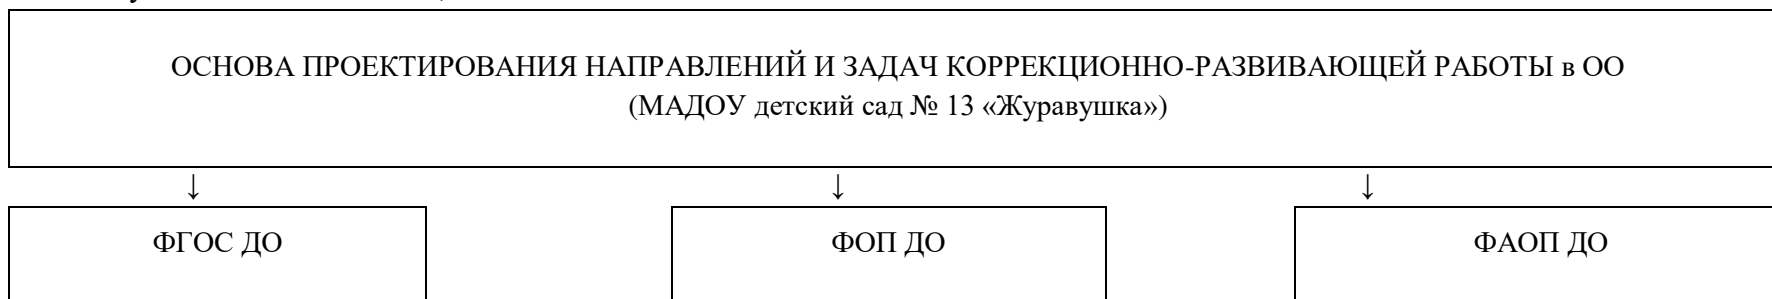 ОСНОВА ПРОЕКТИРОВАНИЯ НАПРАВЛЕНИЙ И ЗАДАЧ КОРРЕКЦИОННО-РАЗВИВАЮЩЕЙ РАБОТЫ в ОО
(МАДОУ детский сад № 13 «Журавушка»)
↓ ↓ ↓
ФГОС ДО ФОП ДО ФАОП ДО